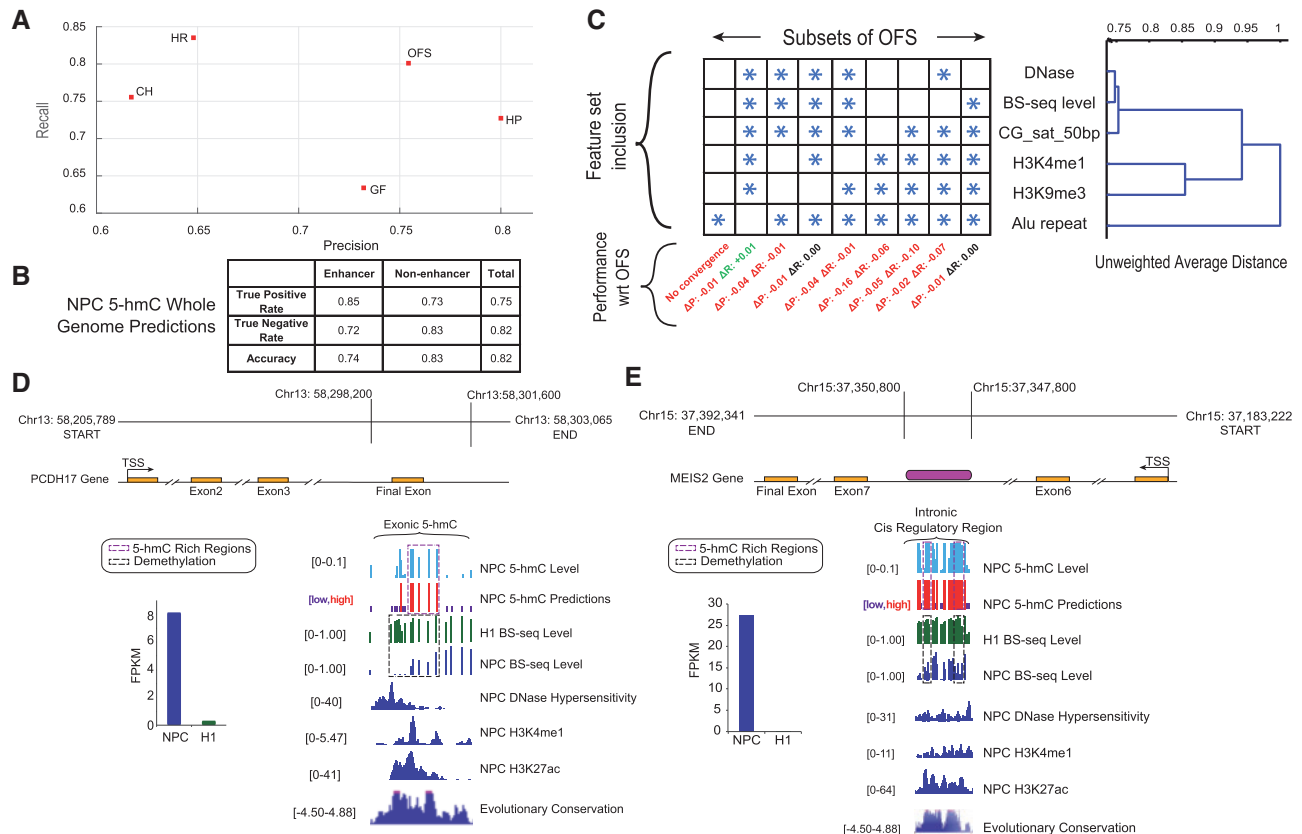 A
0.85
0.8
0.75
0.7
0.65
0.6
0.6
0.65
0.7
0.75
0.8
Recall
Precision
HR
OFS
CH
HP
GF
B
NPC 5-hmC Whole
Genome Predictions
Enhancer Non-enhancer Total
True Positive
Rate
0.85 0.73 0.75
True Negative
Rate
0.72 0.83 0.82
Accuracy 0.74 0.83 0.82
C
Subsets of OFS
Feature set
inclusion
Performance
wrt OFS
No convergence
ΔP: -0.01 ΔR: +0.01
ΔP: -0.04 ΔR: -0.01
ΔP: -0.01 ΔR: 0.00
ΔP: -0.04 ΔR: -0.01
ΔP: -0.16 ΔR: -0.06
ΔP: -0.05 ΔR: -0.10
ΔP: -0.02 ΔR: -0.07
ΔP: -0.01 ΔR: 0.00
0.75 0.8 0.85 0.9 0.95 1
DNase
BS-seq level
CG_sat_50bp
H3K4me1
H3K9me3
Alu repeat
Unweighted Average Distance
D
Chr13: 58,298,200
Chr13:58,301,600
Chr13: 58,205,789
START
Chr13: 58,303,065
END
TSS
PCDH17 Gene
Exon2
Exon3
Final Exon
5-hmC Rich Regions
Demethylation
Exonic 5-hmC
[0-0.1]
NPC 5-hmC Level
[low,high]
NPC 5-hmC Predictions
[0-1.00]
H1 BS-seq Level
[0-1.00]
NPC BS-seq Level
[0-40]
NPC DNase Hypersensitivity
[0-5.47]
NPC H3K4me1
[0-41]
NPC H3K27ac
[-4.50-4.88]
Evolutionary Conservation
FPKM
8
6
4
2
0
NPC H1
E
Chr15:37,350,800
Chr15:37,347,800
Chr15: 37,392,341
END
Chr15: 37,183,222
START
TSS
MEIS2 Gene
Final Exon
Exon7
Exon6
5-hmC Rich Regions
Demethylation
Intronic
Cis Regulatory Region
[0-0.1]
NPC 5-hmC Level
[low,high]
NPC 5-hmC Predictions
[0-1.00]
H1 BS-seq Level
[0-1.00]
NPC BS-seq Level
[0-31]
NPC DNase Hypersensitivity
[0-11]
NPC H3K4me1
[0-64]
NPC H3K27ac
[-4.50-4.88]
Evolutionary Conservation
FPKM
30
25
20
15
10
5
0
NPC H1